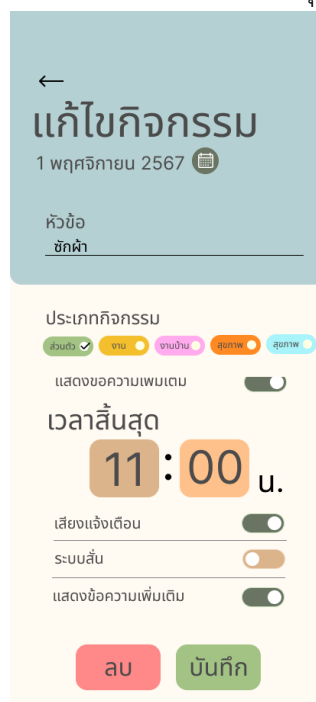 แก้ไขกิจกรรม
1 พฤศจิกายน 2567
หัวข้อ
ซักผ้า
ประเภทกิจกรรม
ส่วนตัว งาน งานบ้าน สุขภาพ สุขภาพ
แสดงขอความเพมเตม
เวลาสิ้นสุด
11 : 00 น.
เสียงแจ้งเตือน
ระบบสั่น
แสดงข้อความเพิ่มเติม
ลบ บันทึก